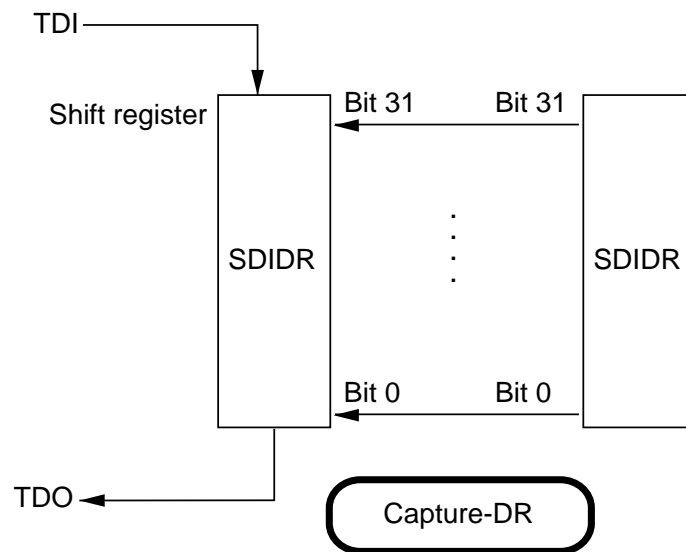 TDI
Shift register
Bit 31
Bit 31
SDIDR
SDIDR
Bit 0
Bit 0
TDO
Capture-DR